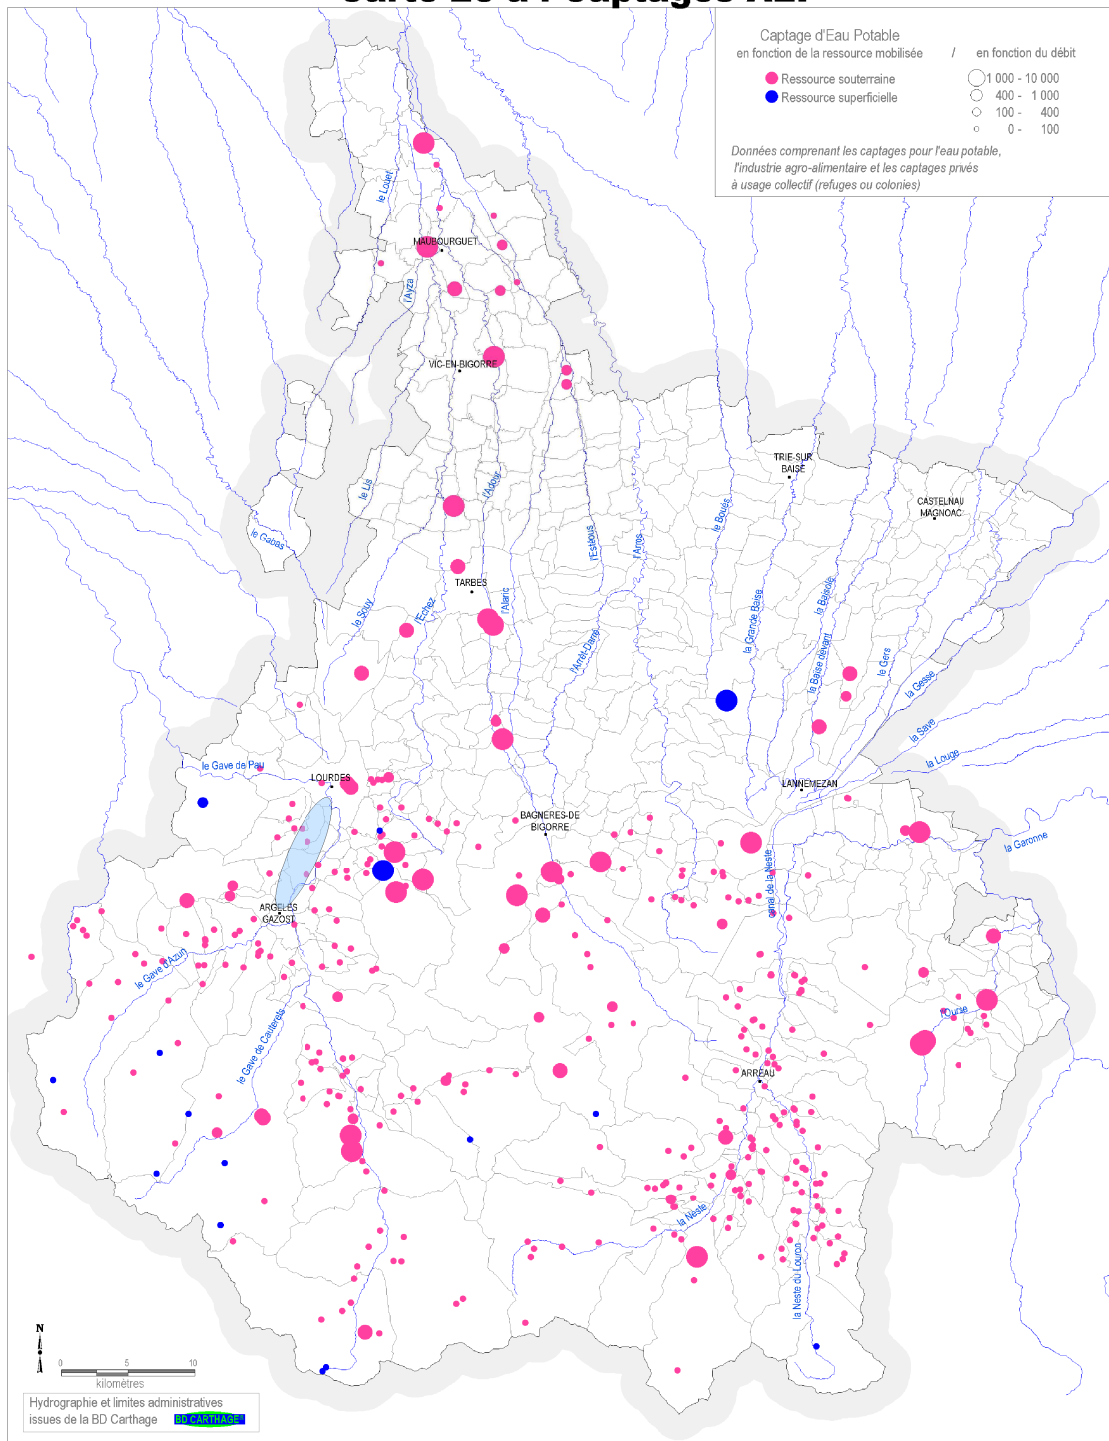 Captage d'Eau Potable
en fonction de la ressource mobilisée / en fonction du débit
Ressource souterraine
Ressource superficielle
1 000 - 10 000
400 - 1 000
100 - 400
0 - 100
Données comprenant les captages pour l'eau potable,
l'industrie agro-alimentaire et les captages privés
à usage collectif (refuges ou colonies)
le Louet
MAUBOURGUET
l'Ayza
VIC-EN-BIGORRE
TRIE-SUR
BAISE
CASTELNAU
MAGNOAC
le Lis
l'Adour
le Gabas
l'Estéous
l'Arros
le Boués
TARBES
le Souy
l'Echez
l'Alaric
l'Arrêt-Darré
la Grande Baïse
la Baïsole
la Baïse devant
le Gers
la Gesse
la Save
la Louge
le Gave de Pau
LOURDES
LANNEMEZAN
BAGNERES-DE
BIGORRE
la Garonne
canal de la Neste
ARGELES
GAZOST
le Gave d'Azun
le Gave de Cauterets
l'Ourse
ARREAU
la Neste
la Neste du Louron
N
0 5 10
kilomètres
Hydrographie et limites administratives
issues de la BD Carthage
BD CARTHAGE®